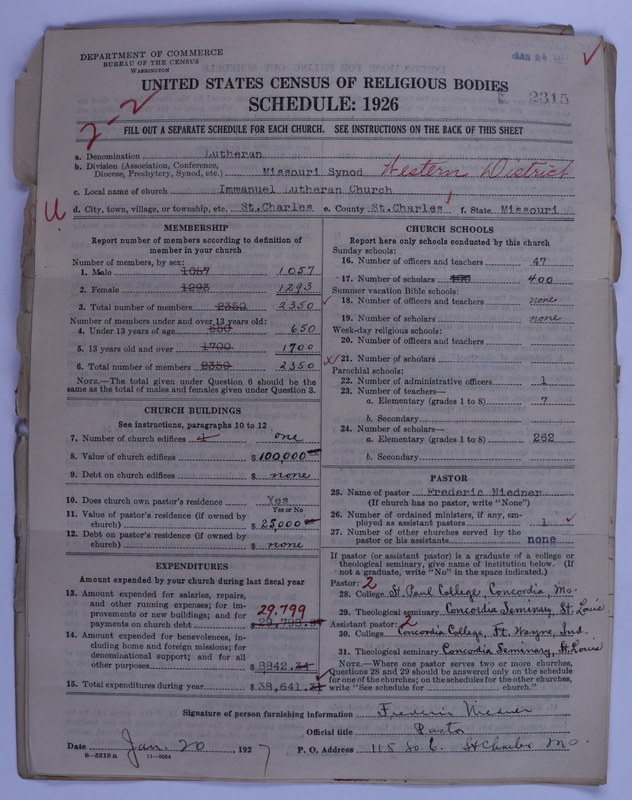 DEPARTMENT OF COMMERCE
BUREAU OF THE CENSUS
WASHINGTON
UNITED STATES CENSUS OF RELIGIOUS BODIES
SCHEDULE: 1926
2315
2-2
FILL OUT A SEPARATE SCHEDULE FOR EACH CHURCH. SEE INSTRUCTIONS ON THE BACK OF THIS SHEET
a. Denomination Lutheran
b. Division (Association, Conference,
Diocese, Presbytery, Synod, etc.) Missouri Synod Western District
c. Local name of church Immanuel Lutheran Church
U. d. City, town, village, or township, etc. St.Charles e. County St.Charles f. State Missouri
MEMBERSHIP
Report number of members according to definition of
member in your church
Number of members, by sex:
1. Male 1057 1057
2. Female 1293 1293
3. Total number of members 2350 2350
Number of members under and over 13 years old:
4. Under 13 years of age 650 650
5. 13 years old and over 1700 1700
6. Total number of members 2350 2350
NOTE.—The total given under Question 6 should be the
same as the total of males and females given under Question 3.
CHURCH BUILDINGS
See instructions, paragraphs 10 to 12
7. Number of church edifices 1 one
8. Value of church edifices $ 100,000
9. Debt on church edifices $ none
10. Does church own pastor's residence Yes
Yes or No
11. Value of pastor's residence (if owned by
church) $ 25,000
12. Debt on pastor's residence (if owned by
church) $ none
EXPENDITURES
Amount expended by your church during last fiscal year
13. Amount expended for salaries, repairs,
and other running expenses; for im-
provements or new buildings; and for 29.799
payments on church debt $
14. Amount expended for benevolences, in-
cluding home and foreign missions; for
denominational support; and for all
other purposes $ 8842.34
15. Total expenditures during year $ 38,641.31
CHURCH SCHOOLS
Report here only schools conducted by this church
Sunday schools:
16. Number of officers and teachers 47
17. Number of scholars 400
Summer vacation Bible schools:
18. Number of officers and teachers none
19. Number of scholars none
Week-day religious schools:
20. Number of officers and teachers
21. Number of scholars
Parochial schools:
22. Number of administrative officers 1
23. Number of teachers—
a. Elementary (grades 1 to 8) 7
b. Secondary
24. Number of scholars—
a. Elementary (grades 1 to 8) 262
b. Secondary
PASTOR
25. Name of pastor Frederic Niedner
(If church has no pastor, write "None")
26. Number of ordained ministers, if any, em-
ployed as assistant pastors 1
27. Number of other churches served by the
pastor or his assistants none
If pastor (or assistant pastor) is a graduate of a college or
theological seminary, give name of institution below. (If
not a graduate, write "No" in the space indicated.)
Pastor: 2
28. College St. Paul College, Concordia, Mo.
29. Theological seminary Concordia Seminary, St. Louis
Assistant pastor: 2
30. College Concordia College, Ft. Wayne, Ind.
31. Theological seminary Concordia Seminary, St. Louis
NOTE.—Where one pastor serves two or more churches,
Questions 28 and 29 should be answered only on the schedule
for one of the churches; on the schedules for the other churches,
write "See schedule for church."
Signature of person furnishing information Frederic Niedner
Official title Pastor
Date Jan. 20, 1927 P. O. Address 115 So. 6. St Charles Mo.
8-5518a 11-9054